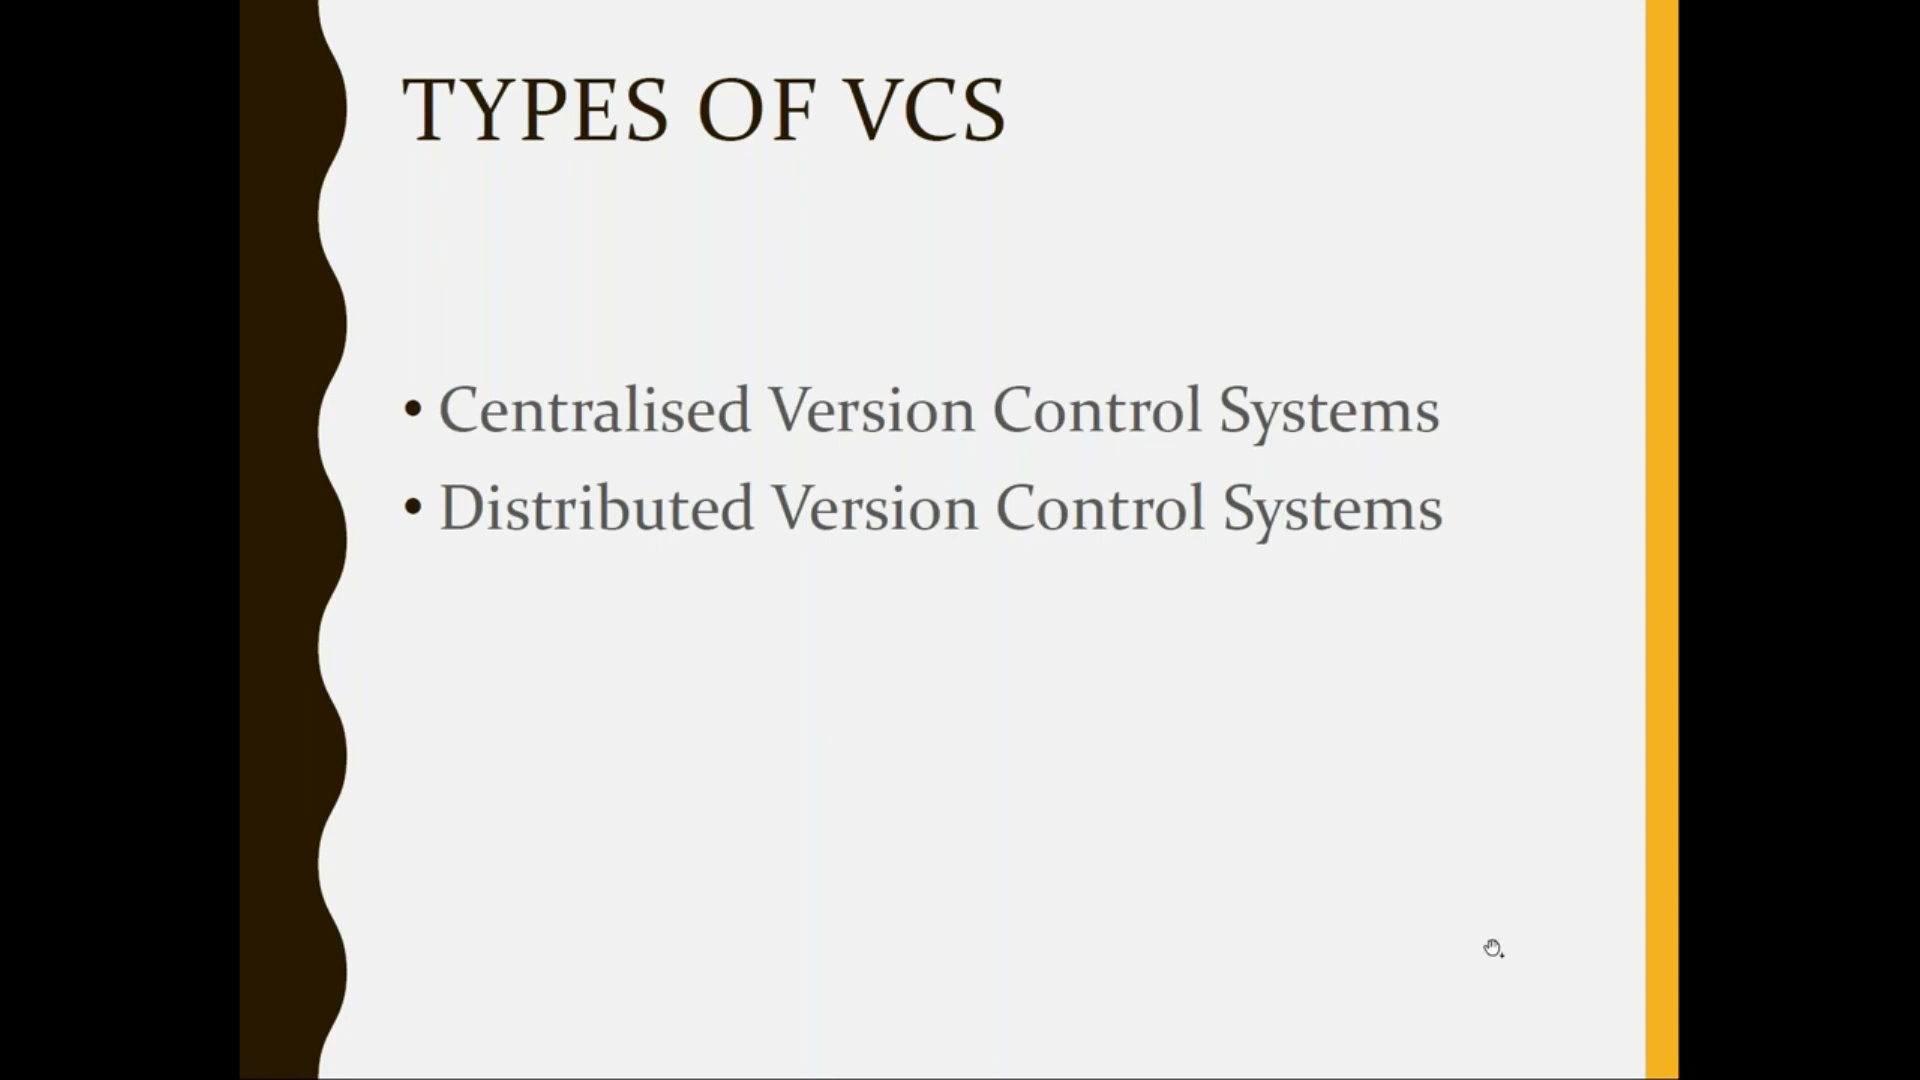 TYPES OF VCS
• Centralised Version Control Systems
• Distributed Version Control Systems